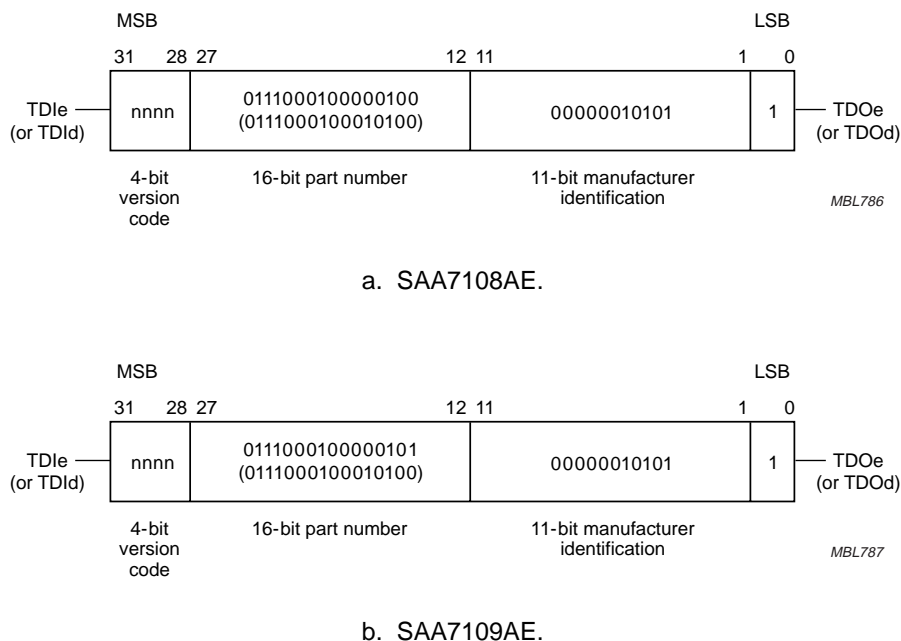 MSB LSB
31 28 27 12 11 1 0
TDIe
(or TDId)
nnnn
0111000100000100
(0111000100010100)
00000010101
1
TDOe
(or TDOd)
4-bit
version
code
16-bit part number
11-bit manufacturer
identification
MBL786
a. SAA7108AE.
MSB LSB
31 28 27 12 11 1 0
TDIe
(or TDId)
nnnn
0111000100000101
(0111000100010100)
00000010101
1
TDOe
(or TDOd)
4-bit
version
code
16-bit part number
11-bit manufacturer
identification
MBL787
b. SAA7109AE.